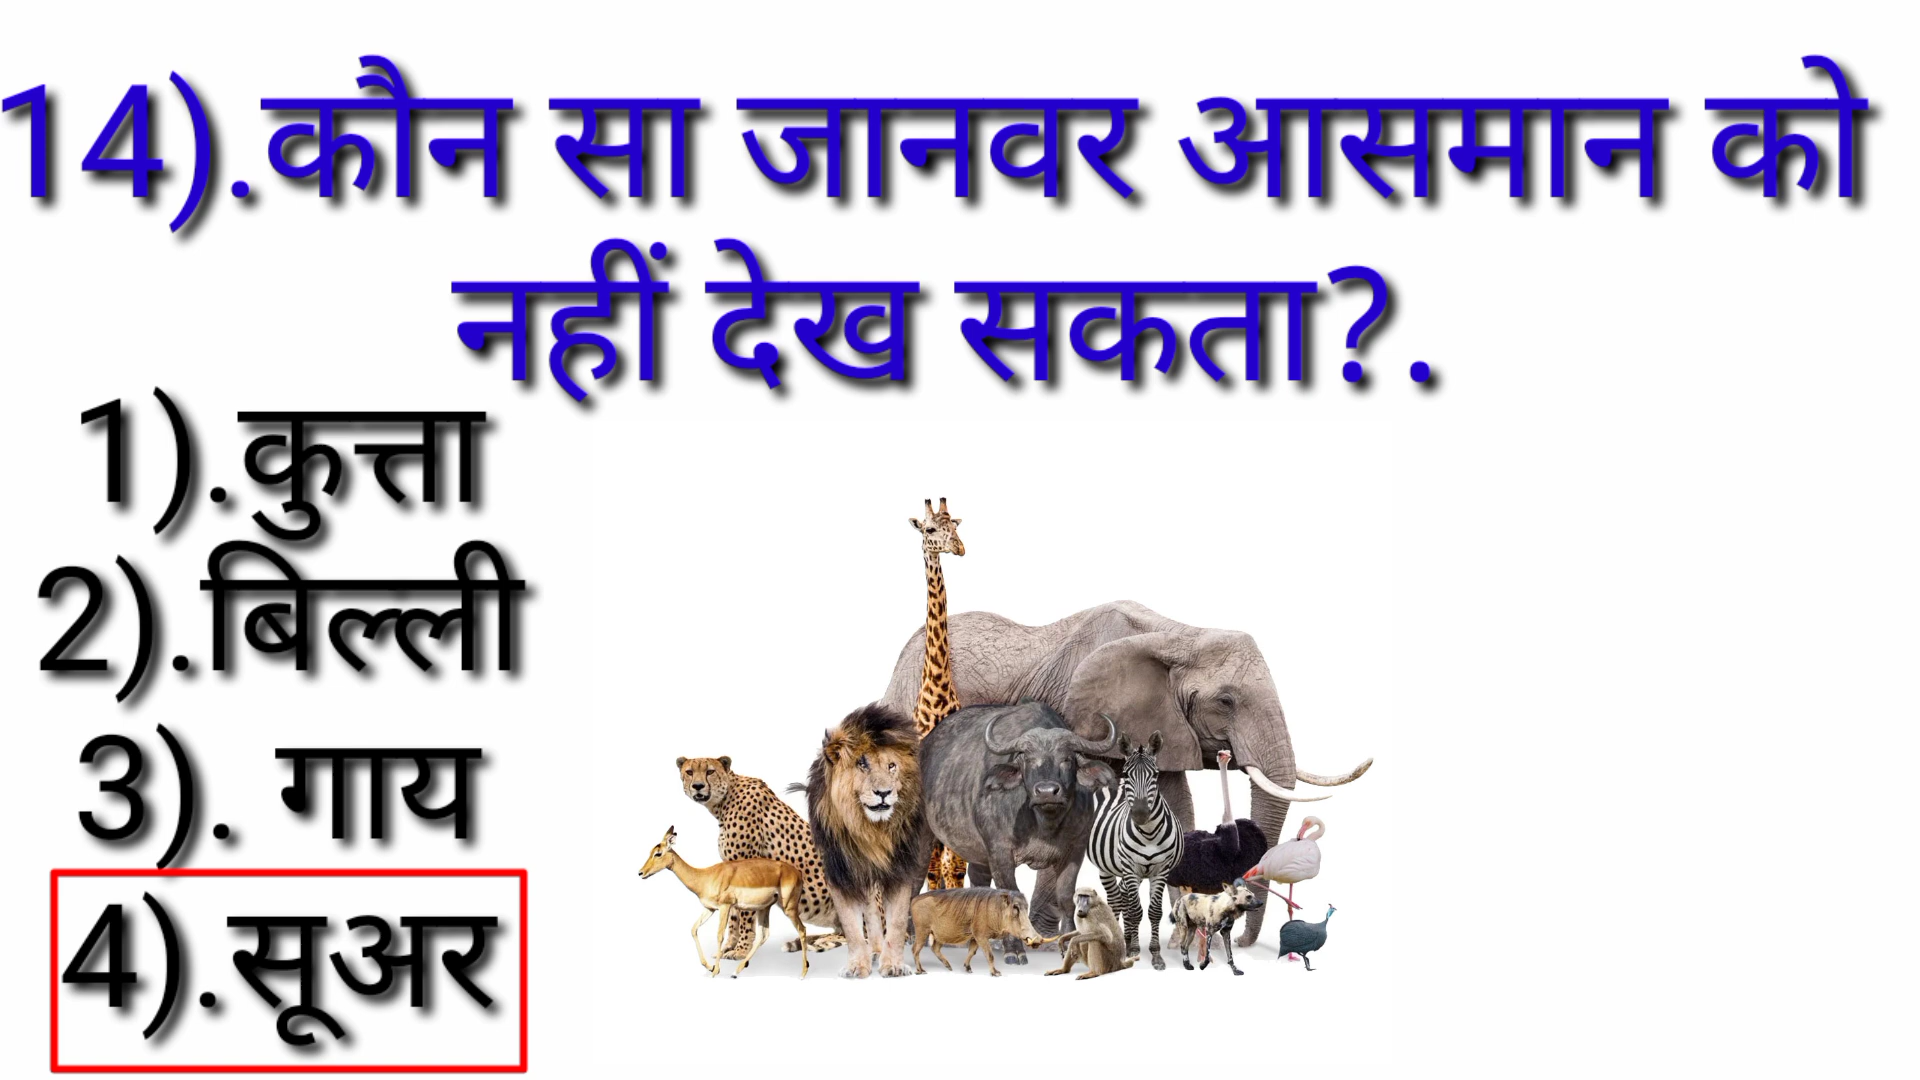 14).कौन सा जानवर आसमान को
नहीं देख सकता?.
1).कुत्ता
2).बिल्ली
3). गाय
4).सूअर